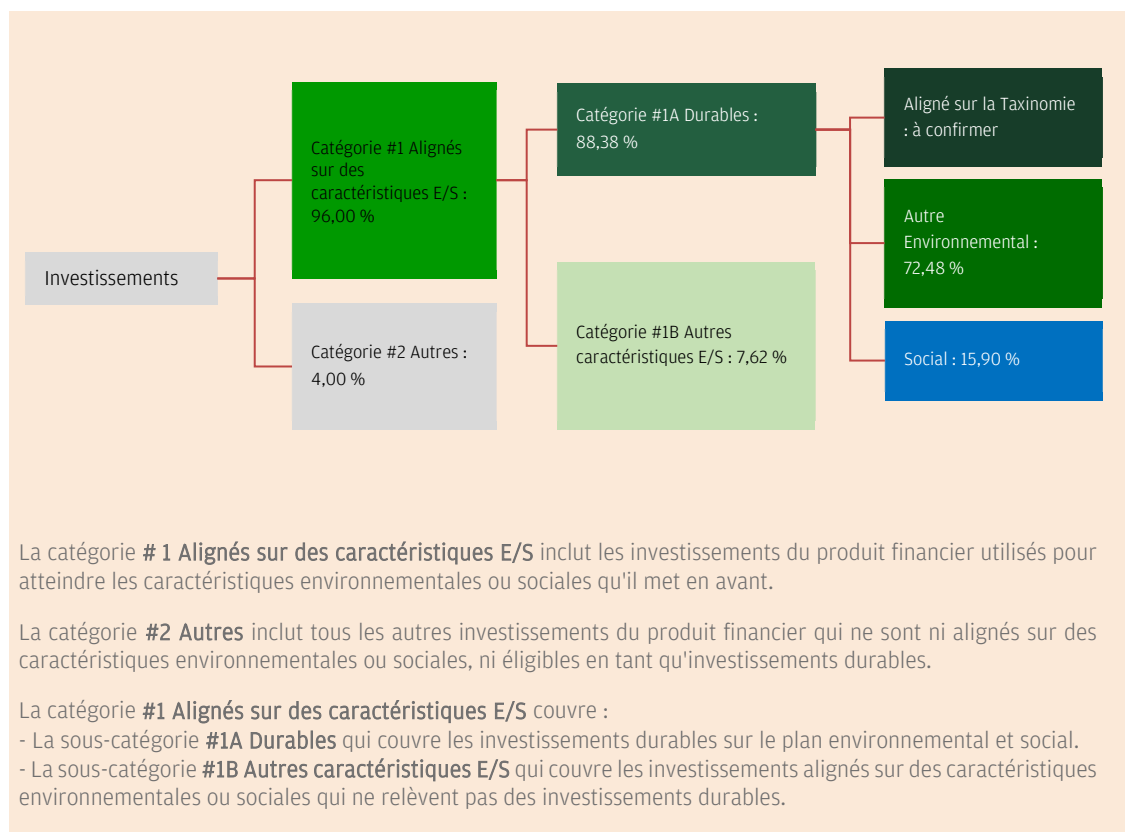 Investissements
Catégorie #1 Alignés
sur des
caractéristiques E/S :
96,00 %
Catégorie #2 Autres :
4,00 %
Catégorie #1A Durables :
88,38 %
Catégorie #1B Autres
caractéristiques E/S : 7,62 %
Aligné sur la Taxinomie
: à confirmer
Autre
Environnemental :
72,48 %
Social : 15,90 %
La catégorie # 1 Alignés sur des caractéristiques E/S inclut les investissements du produit financier utilisés pour
atteindre les caractéristiques environnementales ou sociales qu'il met en avant.
La catégorie #2 Autres inclut tous les autres investissements du produit financier qui ne sont ni alignés sur des
caractéristiques environnementales ou sociales, ni éligibles en tant qu'investissements durables.
La catégorie #1 Alignés sur des caractéristiques E/S couvre :
- La sous-catégorie #1A Durables qui couvre les investissements durables sur le plan environnemental et social.
- La sous-catégorie #1B Autres caractéristiques E/S qui couvre les investissements alignés sur des caractéristiques
environnementales ou sociales qui ne relèvent pas des investissements durables.